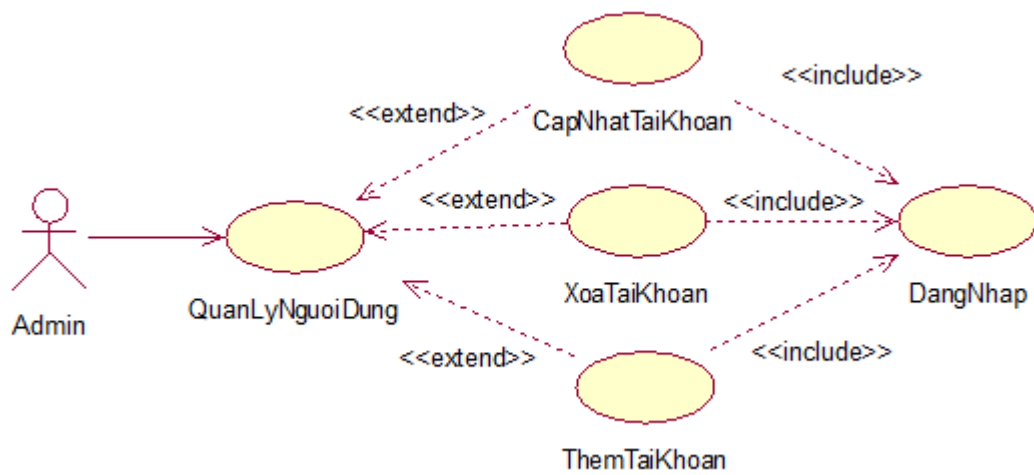 <<include>>
<<extend>>
CapNhatTaiKhoan
<<extend>>
<<include>>
Admin
QuanLyNguoiDung
XoaTaiKhoan
DangNhap
<<extend>>
<<include>>
ThemTaiKhoan